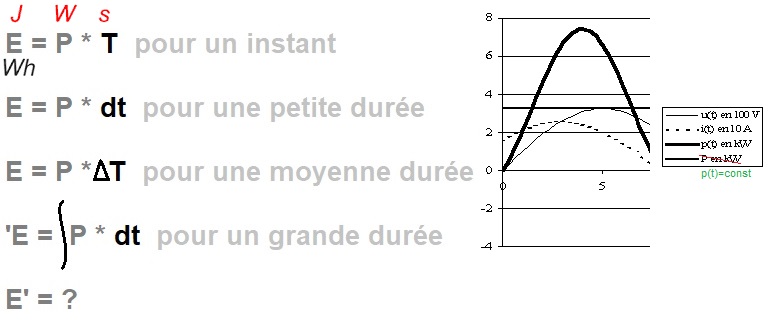 J W s
E = P * T pour un instant
Wh
E = P * dt pour une petite durée
E = P * ΔT pour une moyenne durée
'E = ∫ P * dt pour un grande durée
E' = ?
8
6
4
2
0
-2
-4
0 5
u(t) en 100 V
i(t) en 10 A
p(t) en kW
P en kW
p(t)=const